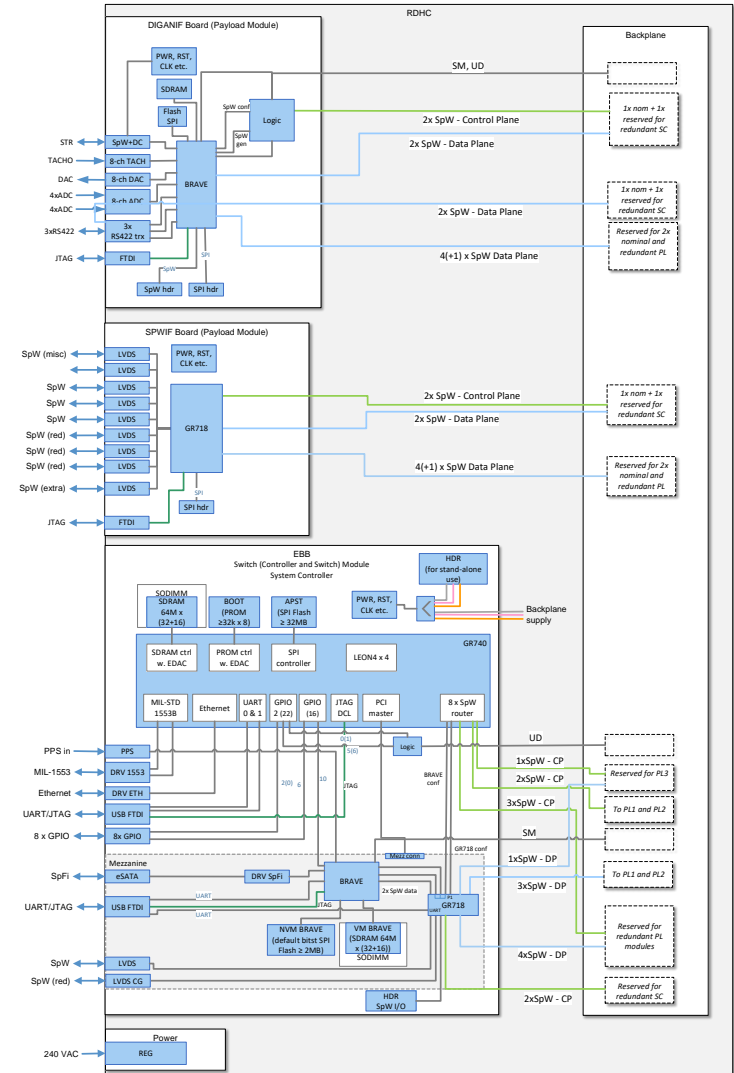 RDHC
DIGANIF Board (Payload Module)
Backplane
PWR, RST,
CLK etc.
SDRAM
Flash
SPI
SpW conf
Logic
SpW
gen
SM, UD
2x SpW - Control Plane
2x SpW - Data Plane
1x nom + 1x
reserved for
redundant SC
STR
SpW+DC
TACHO
8-ch TACH
DAC
8-ch DAC
4xADC
8-ch ADC
4xADC
BRAVE
3xRS422
3x
RS422 trx
JTAG
FTDI
SPI
SpW
SpW hdr
SPI hdr
2x SpW - Data Plane
1x nom + 1x
reserved for
redundant SC
4(+1) x SpW Data Plane
Reserved for 2x
nominal and
redundant PL
SPWIF Board (Payload Module)
SpW (misc)
LVDS
PWR, RST,
CLK etc.
LVDS
SpW
LVDS
SpW
LVDS
SpW
LVDS
SpW (red)
LVDS
SpW (red)
LVDS
SpW (red)
LVDS
SpW (extra)
LVDS
GR718
SPI
SPI hdr
JTAG
FTDI
2x SpW - Control Plane
2x SpW - Data Plane
1x nom + 1x
reserved for
redundant SC
4(+1) x SpW Data Plane
Reserved for 2x
nominal and
redundant PL
EBB
Switch (Controller and Switch) Module
System Controller
HDR
(for stand-alone
use)
SODIMM
SDRAM
64M x
(32+16)
BOOT
(PROM
≥32k x 8)
APST
(SPI Flash
≥ 32MB
PWR, RST,
CLK etc.
Backplane
supply
GR740
SDRAM ctrl
w. EDAC
PROM ctrl
w. EDAC
SPI
controller
LEON4 x 4
MIL-STD
1553B
Ethernet
UART
0 & 1
GPIO
2 (22)
GPIO
(16)
JTAG
DCL
PCI
master
8 x SpW
router
0(1)
5(6)
Logic
UD
PPS in
PPS
MIL-1553
DRV 1553
Ethernet
DRV ETH
UART/JTAG
USB FTDI
8 x GPIO
8x GPIO
2(0)
6
10
JTAG
BRAVE
conf
1xSpW - CP
2xSpW - CP
3xSpW - CP
Reserved for PL3
To PL1 and PL2
SM
Mezzanine
Mezz conn
GR718 conf
SpFi
eSATA
DRV SpFi
BRAVE
2x SpW data
1xSpW - DP
3xSpW - DP
To PL1 and PL2
UART
JTAG
UART/JTAG
USB FTDI
UART
P1
UART
GR718
NVM BRAVE
(default bitst SPI
Flash ≥ 2MB)
VM BRAVE
(SDRAM 64M
x (32+16))
SODIMM
4xSpW - DP
Reserved for
redundant PL
modules
SpW
LVDS
SpW (red)
LVDS CG
HDR
SpW I/O
2xSpW - CP
Reserved for
redundant SC
Power
240 VAC
REG